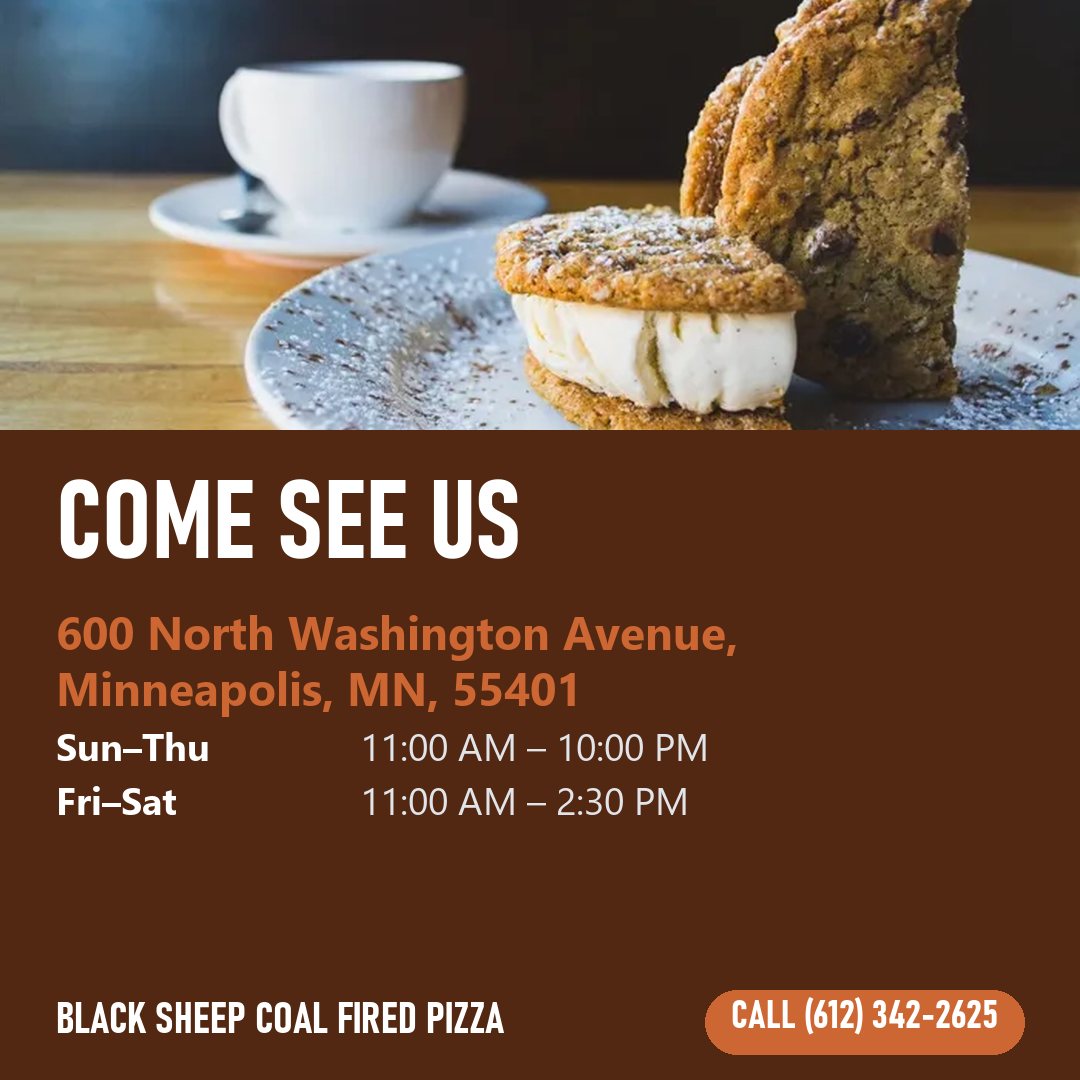 COME SEE US
600 North Washington Avenue,
Minneapolis, MN, 55401
Sun–Thu 11:00 AM – 10:00 PM
Fri–Sat 11:00 AM – 2:30 PM
BLACK SHEEP COAL FIRED PIZZA
CALL (612) 342-2625